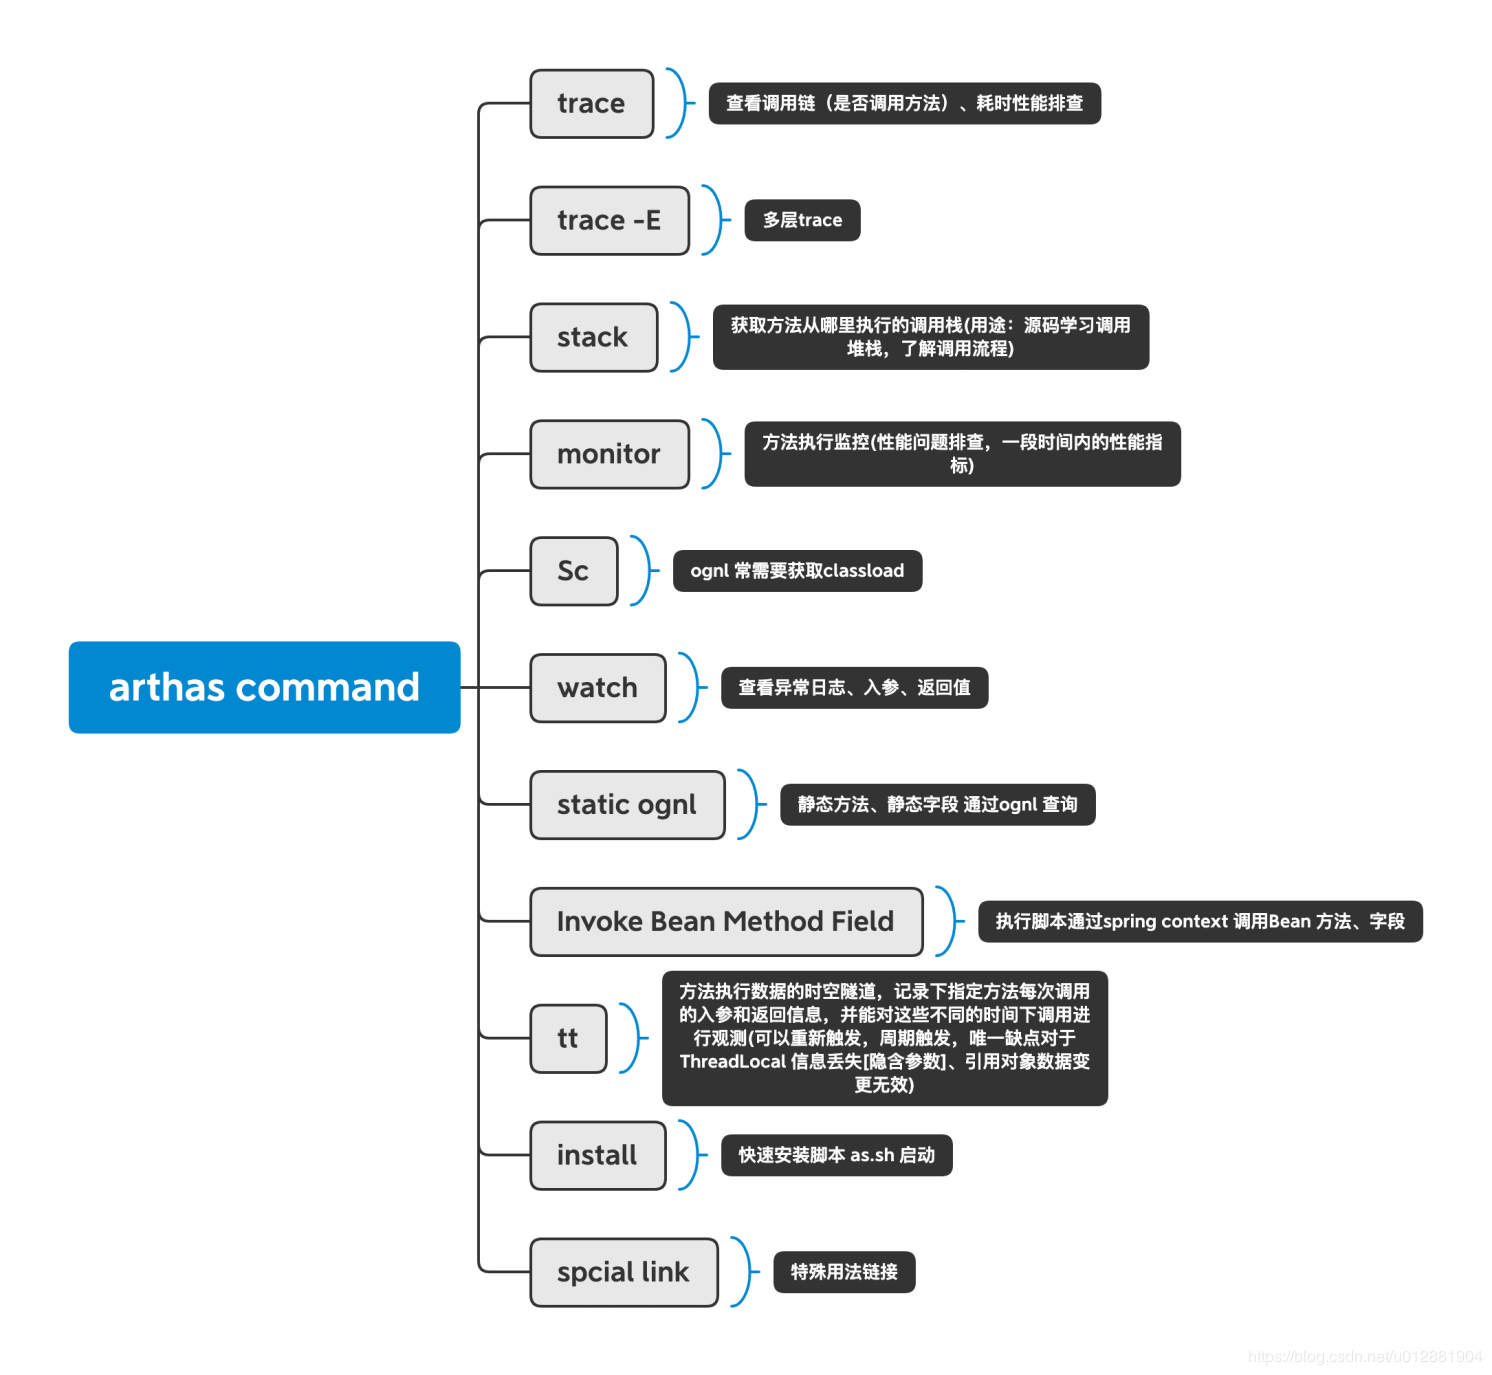 trace
查看调用链（是否调用方法）、耗时性能排查
trace -E
多层trace
stack
获取方法从哪里执行的调用栈(用途：源码学习调用
堆栈，了解调用流程)
monitor
方法执行监控(性能问题排查，一段时间内的性能指
标)
Sc
ognl 常需要获取classload
arthas command
watch
查看异常日志、入参、返回值
static ognl
静态方法、静态字段 通过ognl 查询
Invoke Bean Method Field
执行脚本通过spring context 调用Bean 方法、字段
tt
方法执行数据的时空隧道，记录下指定方法每次调用
的入参和返回信息，并能对这些不同的时间下调用进
行观测(可以重新触发，周期触发，唯一缺点对于
ThreadLocal 信息丢失[隐含参数]、引用对象数据变
更无效)
install
快速安装脚本 as.sh 启动
spcial link
特殊用法链接
https://blog.csdn.net/u012881904